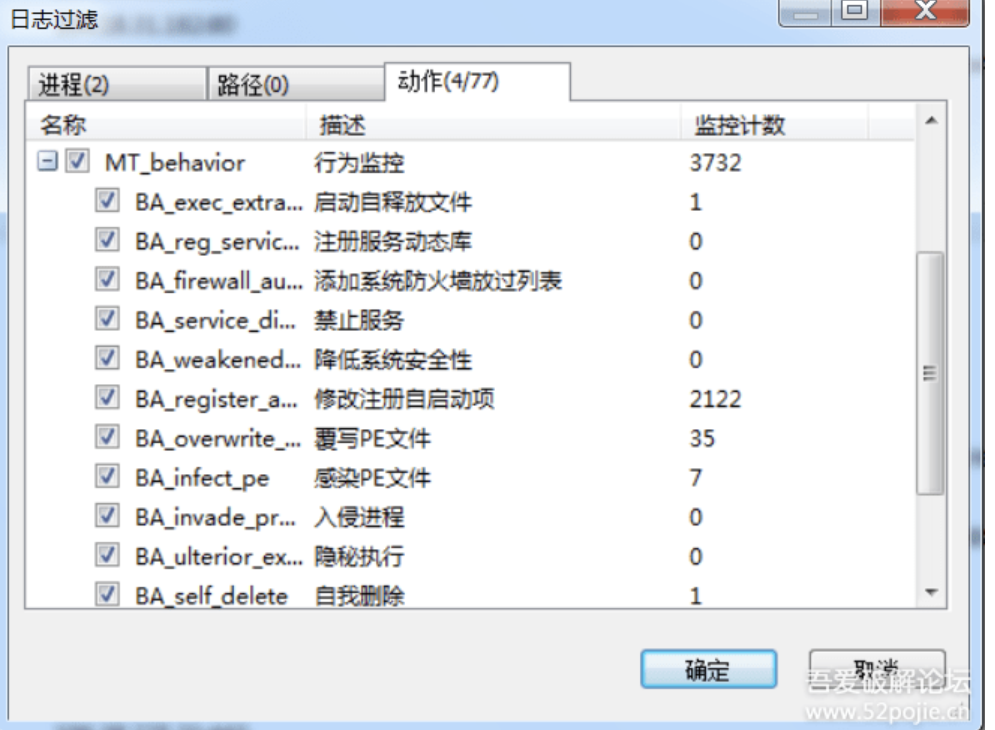 日志过滤
进程(2) 路径(0) 动作(4/77)
名称 描述 监控计数
MT_behavior 行为监控 3732
BA_exec_extra... 启动自释放文件 1
BA_reg_servic... 注册服务动态库 0
BA_firewall_au... 添加系统防火墙放过列表 0
BA_service_di... 禁止服务 0
BA_weakened... 降低系统安全性 0
BA_register_a... 修改注册自启动项 2122
BA_overwrite_... 覆写PE文件 35
BA_infect_pe 感染PE文件 7
BA_invade_pr... 入侵进程 0
BA_ulterior_ex... 隐秘执行 0
BA_self_delete 自我删除 1
确定 取消
吾爱破解论坛
www.52pojie.cn